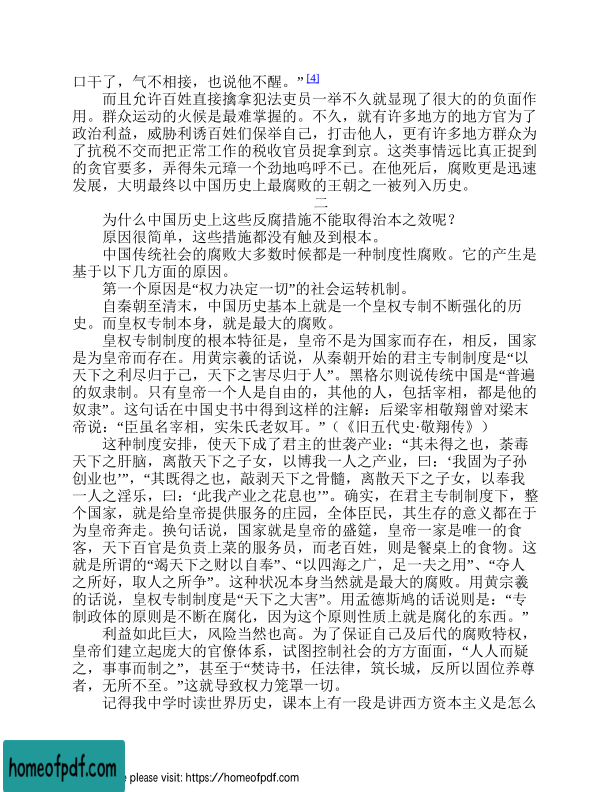 口干了，气不相接，也说他不醒。”[4]
而且允许百姓直接擒拿犯法吏员一举不久就显现了很大的的负面作
用。群众运动的火候是最难掌握的。不久，就有许多地方的地方官为了
政治利益，威胁利诱百姓们保举自己，打击他人，更有许多地方群众为
了抗税不交而把正常工作的税收官员捉拿到京。这类事情远比真正捉到
的贪官要多，弄得朱元璋一个劲地呜呼不已。在他死后，腐败更是迅速
发展，大明最终以中国历史上最腐败的王朝之一被列入历史。
二
为什么中国历史上这些反腐措施不能取得治本之效呢？
原因很简单，这些措施都没有触及到根本。
中国传统社会的腐败大多数时候都是一种制度性腐败。它的产生是
基于以下几方面的原因。
第一个原因是“权力决定一切”的社会运转机制。
自秦朝至清末，中国历史基本上就是一个皇权专制不断强化的历
史。而皇权专制本身，就是最大的腐败。
皇权专制制度的根本特征是，皇帝不是为国家而存在，相反，国家
是为皇帝而存在。用黄宗羲的话说，从秦朝开始的君主专制制度是“以
天下之利尽归于己，天下之害尽归于人”。黑格尔则说传统中国是“普遍
的奴隶制。只有皇帝一个人是自由的，其他的人，包括宰相，都是他的
奴隶”。这句话在中国史书中得到这样的注解：后梁宰相敬翔曾对梁末
帝说：“臣虽名宰相，实朱氏老奴耳。”（《旧五代史·敬翔传》）
这种制度安排，使天下成了君主的世袭产业：“其未得之也，荼毒
天下之肝脑，离散天下之子女，以博我一人之产业，曰：‘我固为子孙
创业也’”，“其既得之也，敲剥天下之骨髓，离散天下之子女，以奉我
一人之淫乐，曰：‘此我产业之花息也’”。确实，在君主专制制度下，整
个国家，就是给皇帝提供服务的庄园，全体臣民，其生存的意义都在于
为皇帝奔走。换句话说，国家就是皇帝的盛筵，皇帝一家是唯一的食
客，天下百官是负责上菜的服务员，而老百姓，则是餐桌上的食物。这
就是所谓的“竭天下之财以自奉”、“以四海之广，足一夫之用”、“夺人
之所好，取人之所争”。这种状况本身当然就是最大的腐败。用黄宗羲
的话说，皇权专制制度是“天下之大害”。用孟德斯鸠的话说则是：“专
制政体的原则是不断在腐化，因为这个原则性质上就是腐化的东西。”
利益如此巨大，风险当然也高。为了保证自己及后代的腐败特权，
皇帝们建立起庞大的官僚体系，试图控制社会的方方面面，“人人而疑
之，事事而制之”，甚至于“焚诗书，任法律，筑长城，反所以固位养尊
者，无所不至。”这就导致权力笼罩一切。
记得我中学时读世界历史，课本上有一段是讲西方资本主义是怎么
homeofpdf.com
e please visit: https://homeofpdf.com